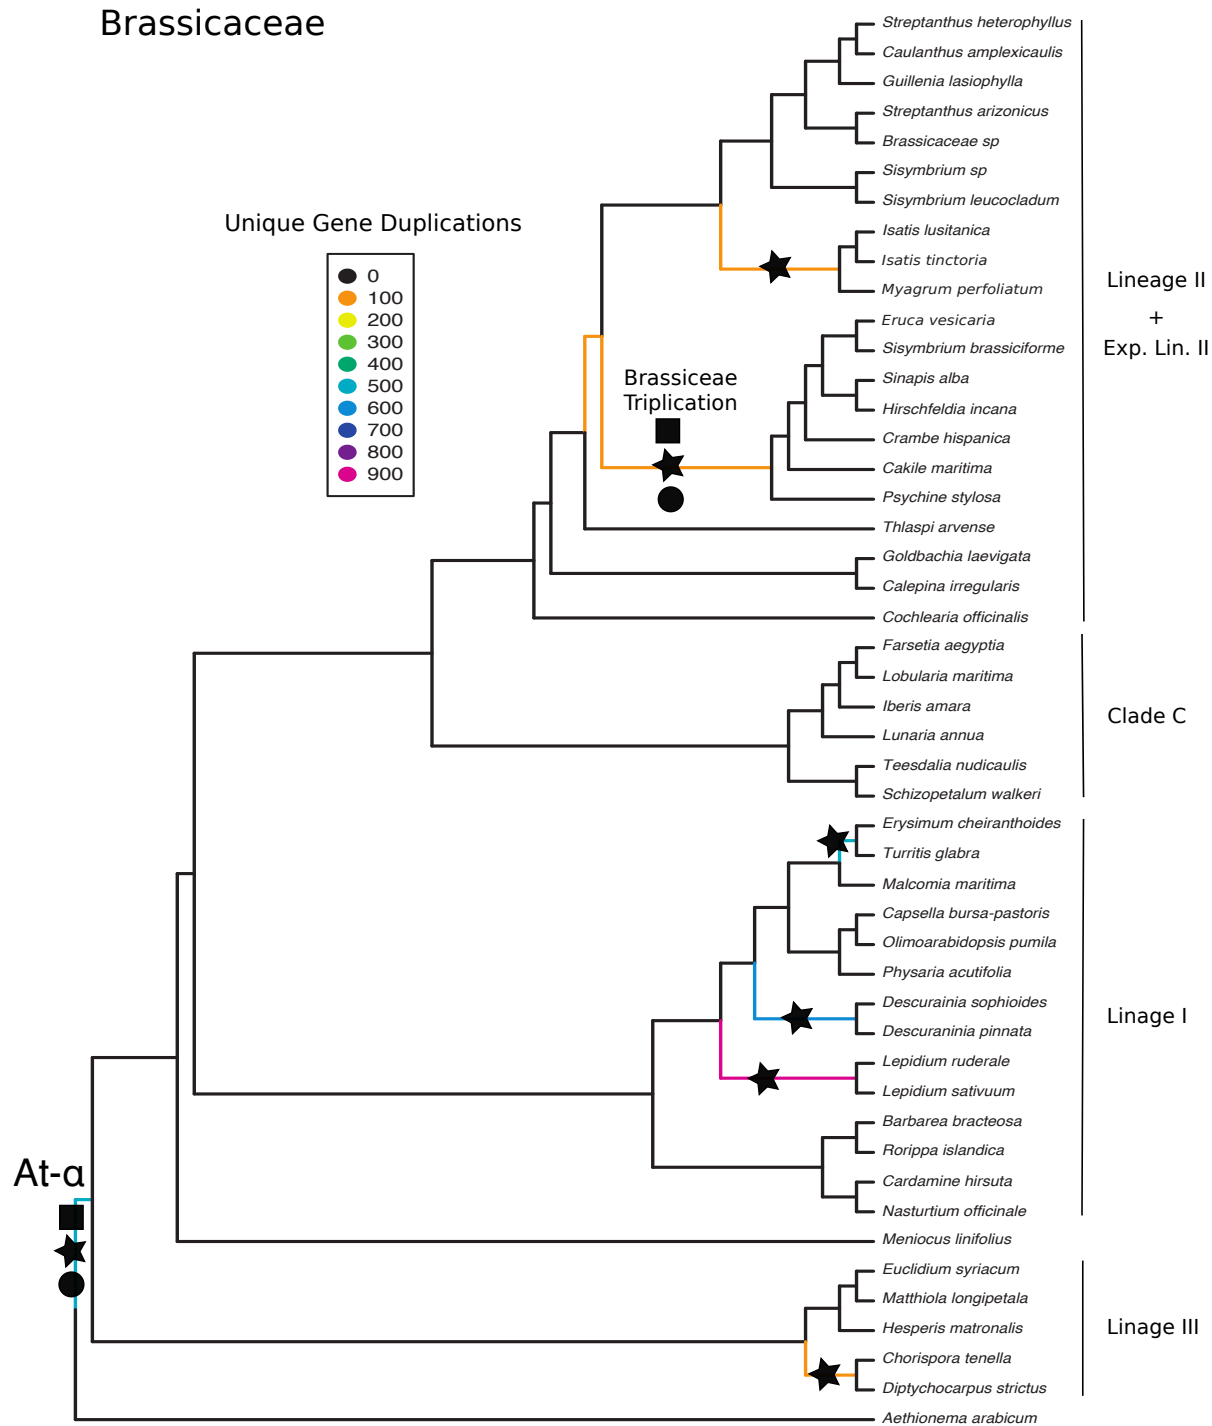 Brassicaceae
Unique Gene Duplications
0
100
200
300
400
500
600
700
800
900
Brassiceae
Triplication
At-α
Streptanthus heterophyllus
Caulanthus amplexicaulis
Guillenia lasiophylla
Streptanthus arizonicus
Brassicaceae sp
Sisymbrium sp
Sisymbrium leucocladum
Isatis lusitanica
Isatis tinctoria
Myagrum perfoliatum
Eruca vesicaria
Sisymbrium brassiciforme
Sinapis alba
Hirschfeldia incana
Crambe hispanica
Cakile maritima
Psychine stylosa
Thlaspi arvense
Goldbachia laevigata
Calepina irregularis
Cochlearia officinalis
Farsetia aegyptia
Lobularia maritima
Iberis amara
Lunaria annua
Teesdalia nudicaulis
Schizopetalum walkeri
Erysimum cheiranthoides
Turritis glabra
Malcomia maritima
Capsella bursa-pastoris
Olimoarabidopsis pumila
Physaria acutifolia
Descurainia sophioides
Descuraninia pinnata
Lepidium ruderale
Lepidium sativuum
Barbarea bracteosa
Rorippa islandica
Cardamine hirsuta
Nasturtium officinale
Meniocus linifolius
Euclidium syriacum
Matthiola longipetala
Hesperis matronalis
Chorispora tenella
Diptychocarpus strictus
Aethionema arabicum
Lineage II
+
Exp. Lin. II
Clade C
Linage I
Linage III